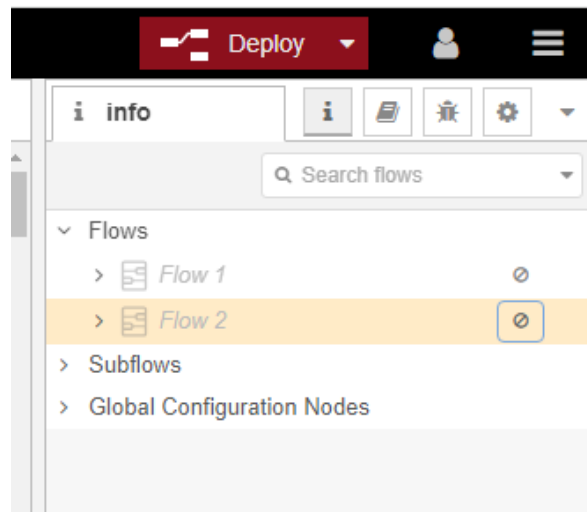 Deploy
info
Search flows
Flows
Flow 1
Flow 2
Subflows
Global Configuration Nodes